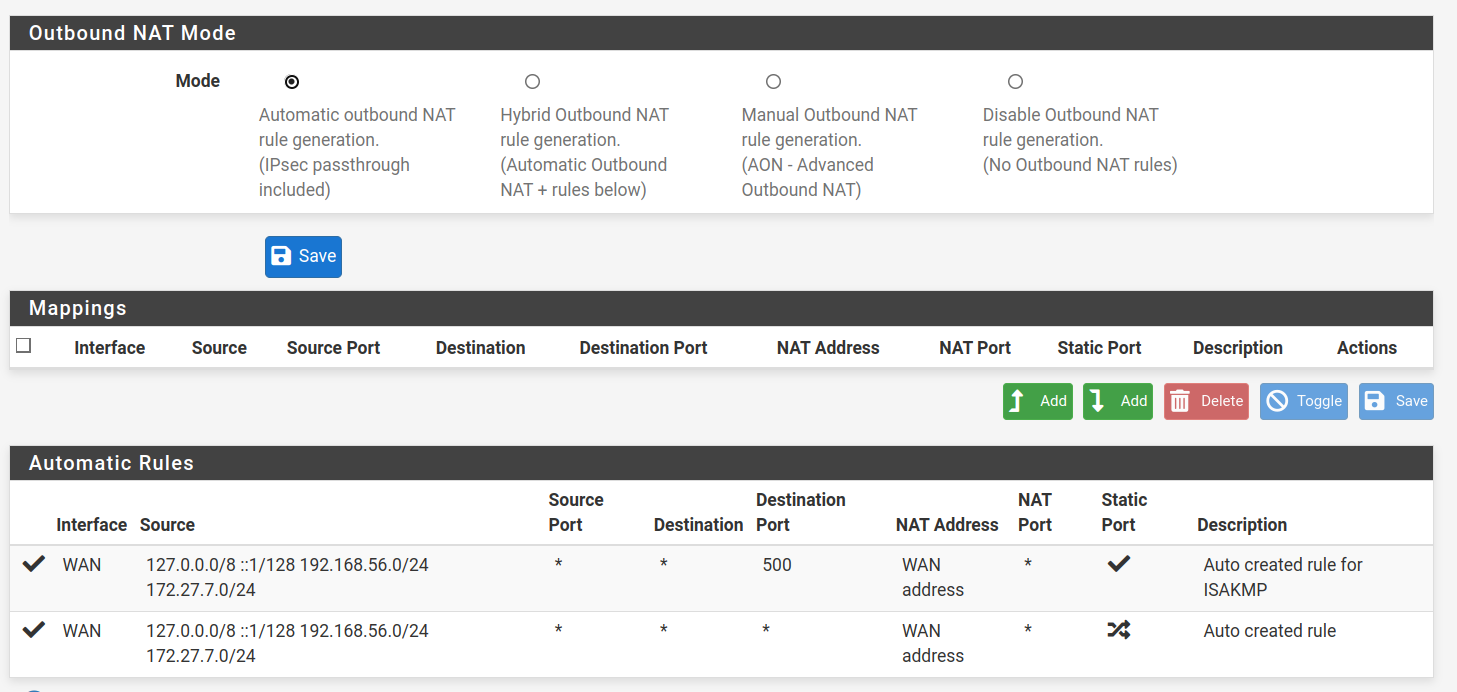 Outbound NAT Mode
Mode
Automatic outbound NAT
rule generation.
(IPsec passthrough
included)
Hybrid Outbound NAT
rule generation.
(Automatic Outbound
NAT + rules below)
Manual Outbound NAT
rule generation.
(AON - Advanced
Outbound NAT)
Disable Outbound NAT
rule generation.
(No Outbound NAT rules)
Save
Mappings
Interface Source Source Port Destination Destination Port NAT Address NAT Port Static Port Description Actions
Add Add Delete Toggle Save
Automatic Rules
Interface Source Source Port Destination Destination Port NAT Address NAT Port Static Port Description
WAN 127.0.0.0/8 ::1/128 192.168.56.0/24 * * 500 WAN * Auto created rule for
172.27.7.0/24 address ISAKMP
WAN 127.0.0.0/8 ::1/128 192.168.56.0/24 * * * WAN * Auto created rule
172.27.7.0/24 address